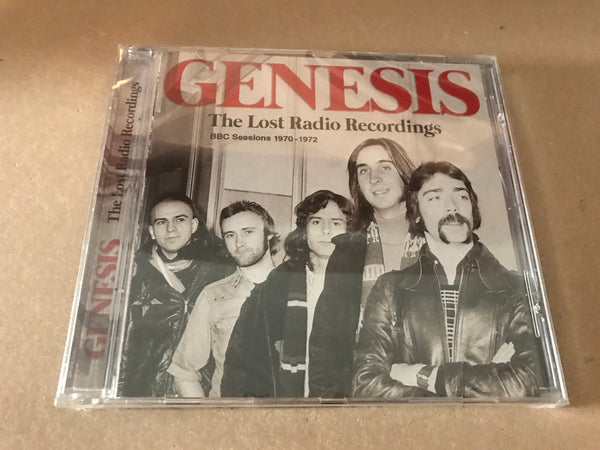 GENESIS
The Lost Radio Recordings
BBC Sessions 1970-1972
GENESIS The Lost Radio Recordings